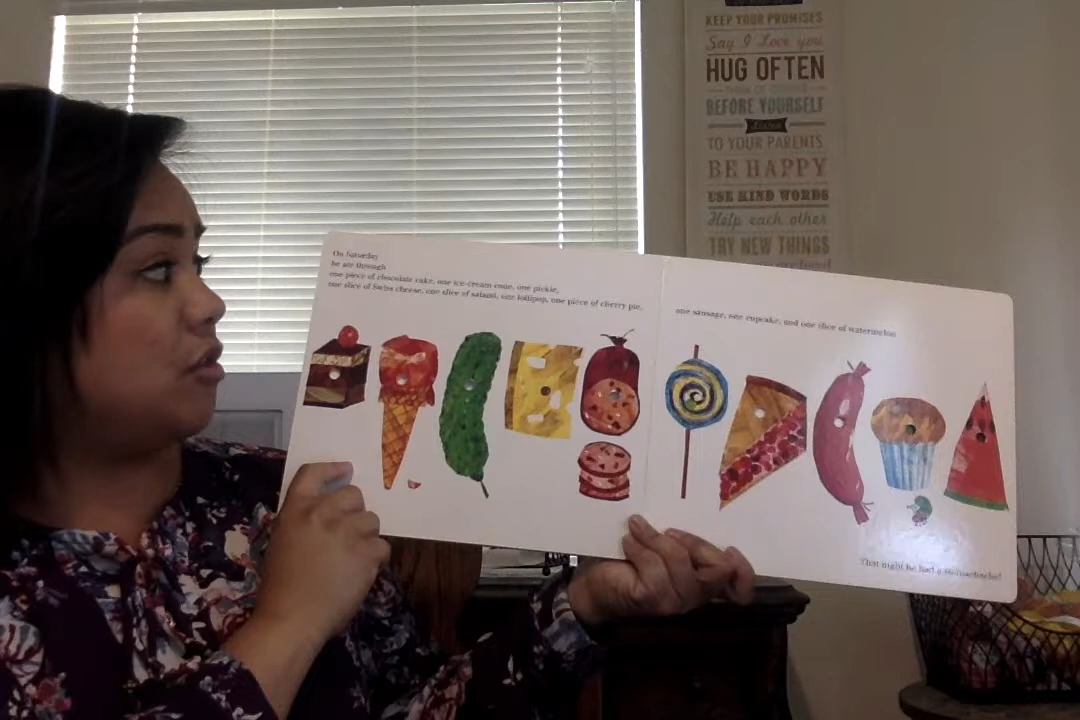 KEEP YOUR PROMISES
Say I Love you
HUG OFTEN
BEFORE YOURSELF
Listen
TO YOUR PARENTS
BE HAPPY
USE KIND WORDS
Help each other
TRY NEW THINGS
On Saturday
he ate through
one piece of chocolate cake, one ice-cream cone, one pickle,
one slice of Swiss cheese, one slice of salami, one lollipop, one piece of cherry pie,
one sausage, one cupcake, and one slice of watermelon
That night he had a stomachache!